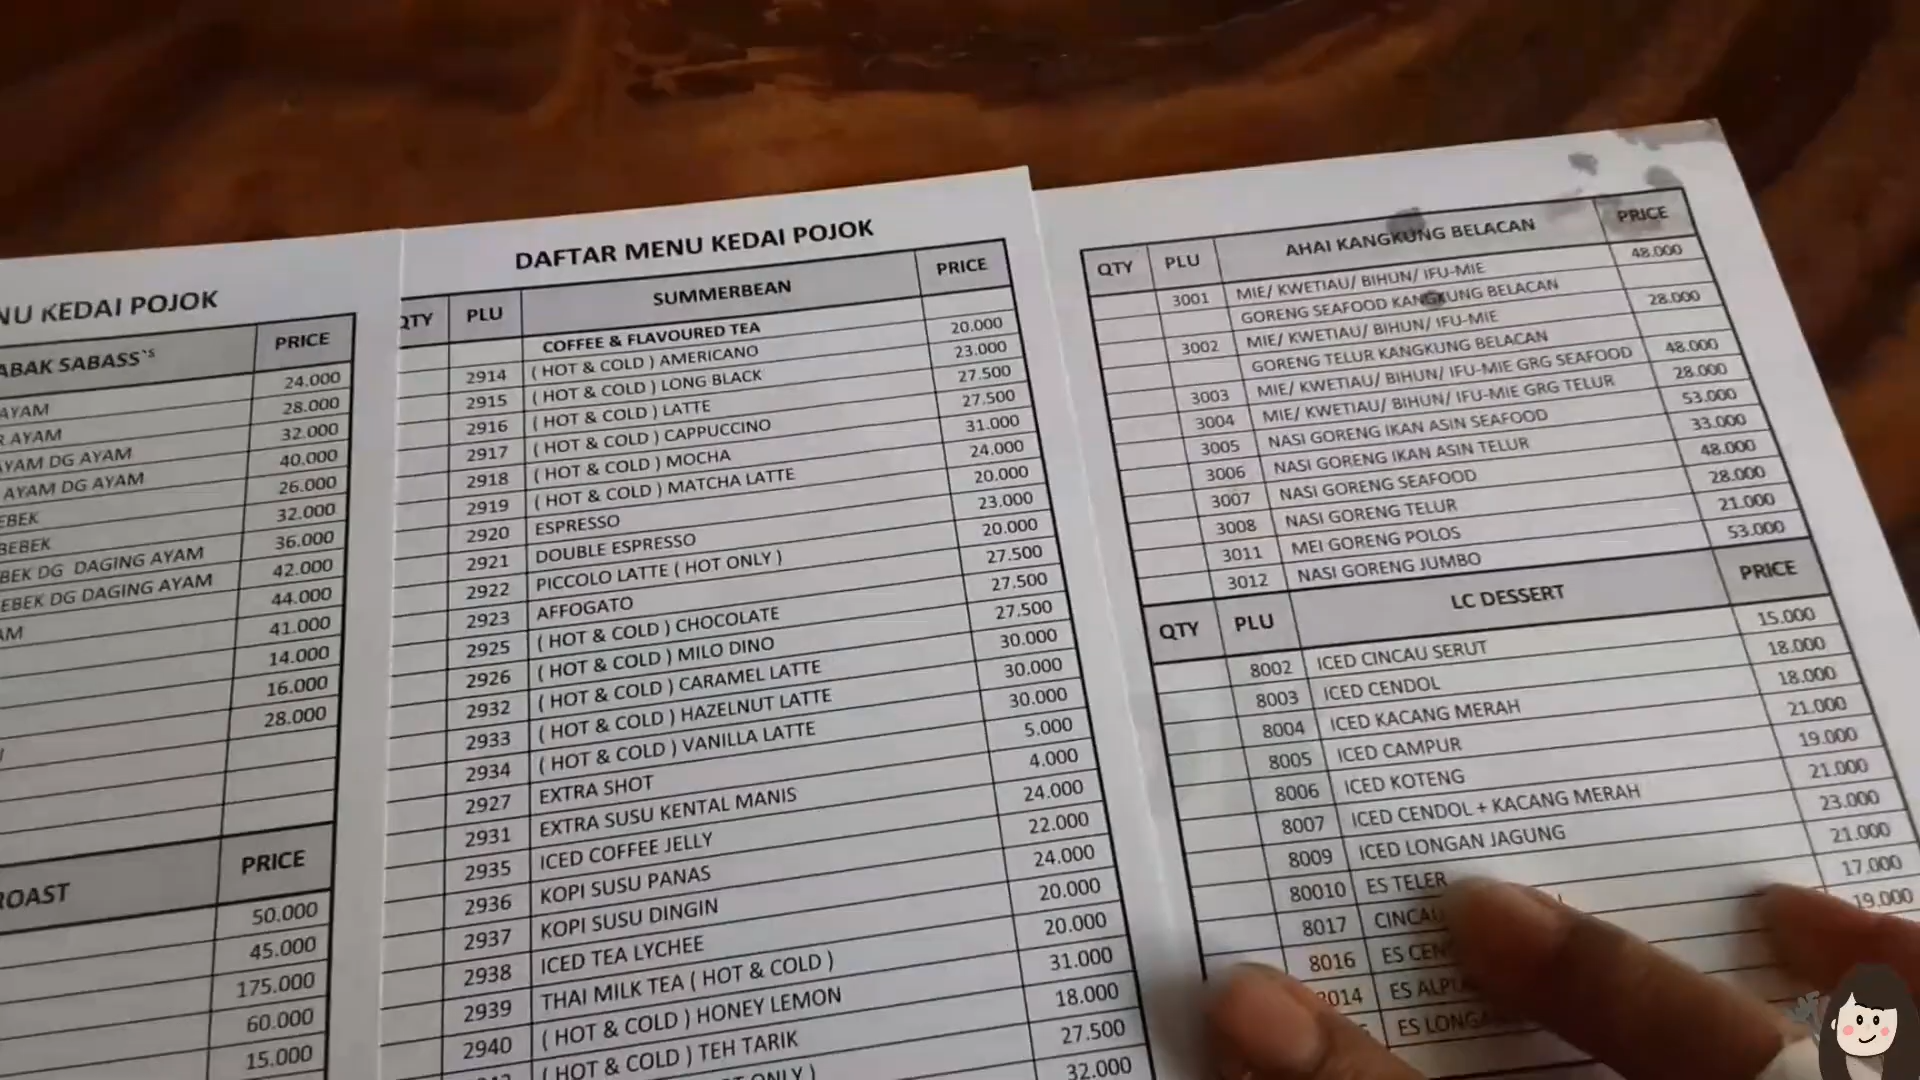 NU KEDAI POJOK
ABAK SABASS`S PRICE
AYAM 24.000
R AYAM 28.000
AYAM DG AYAM 32.000
AYAM DG AYAM 40.000
EBEK 26.000
BEBEK 32.000
BEK DG DAGING AYAM 36.000
EBEK DG DAGING AYAM 42.000
AM 44.000
41.000
14.000
16.000
28.000
ROAST PRICE
50.000
45.000
175.000
60.000
15.000
DAFTAR MENU KEDAI POJOK
QTY PLU SUMMERBEAN PRICE
COFFEE & FLAVOURED TEA
2914 ( HOT & COLD ) AMERICANO 20.000
2915 ( HOT & COLD ) LONG BLACK 23.000
2916 ( HOT & COLD ) LATTE 27.500
2917 ( HOT & COLD ) CAPPUCCINO 27.500
2918 ( HOT & COLD ) MOCHA 31.000
2919 ( HOT & COLD ) MATCHA LATTE 24.000
2920 ESPRESSO 20.000
2921 DOUBLE ESPRESSO 23.000
2922 PICCOLO LATTE ( HOT ONLY ) 20.000
2923 AFFOGATO 27.500
2925 ( HOT & COLD ) CHOCOLATE 27.500
2926 ( HOT & COLD ) MILO DINO 27.500
2932 ( HOT & COLD ) CARAMEL LATTE 30.000
2933 ( HOT & COLD ) HAZELNUT LATTE 30.000
2934 ( HOT & COLD ) VANILLA LATTE 30.000
2927 EXTRA SHOT 5.000
2931 EXTRA SUSU KENTAL MANIS 4.000
2935 ICED COFFEE JELLY 24.000
2936 KOPI SUSU PANAS 22.000
2937 KOPI SUSU DINGIN 24.000
2938 ICED TEA LYCHEE 20.000
2939 THAI MILK TEA ( HOT & COLD ) 20.000
2940 ( HOT & COLD ) HONEY LEMON 31.000
( HOT & COLD ) TEH TARIK 18.000
27.500
32.000
QTY PLU AHAI KANGKUNG BELACAN PRICE
3001 MIE/ KWETIAU/ BIHUN/ IFU-MIE 48.000
GORENG SEAFOOD KANGKUNG BELACAN
3002 MIE/ KWETIAU/ BIHUN/ IFU-MIE 28.000
GORENG TELUR KANGKUNG BELACAN
3003 MIE/ KWETIAU/ BIHUN/ IFU-MIE GRG SEAFOOD 48.000
3004 MIE/ KWETIAU/ BIHUN/ IFU-MIE GRG TELUR 28.000
3005 NASI GORENG IKAN ASIN SEAFOOD 53.000
3006 NASI GORENG IKAN ASIN TELUR 33.000
3007 NASI GORENG SEAFOOD 48.000
3008 NASI GORENG TELUR 28.000
3011 MEI GORENG POLOS 21.000
3012 NASI GORENG JUMBO 53.000
QTY PLU LC DESSERT PRICE
8002 ICED CINCAU SERUT 15.000
8003 ICED CENDOL 18.000
8004 ICED KACANG MERAH 18.000
8005 ICED CAMPUR 21.000
8006 ICED KOTENG 19.000
8007 ICED CENDOL + KACANG MERAH 21.000
8009 ICED LONGAN JAGUNG 23.000
80010 ES TELER 21.000
8017 CINCAU 17.000
8016 ES CEN 19.000
8014 ES ALPU
ES LONGA